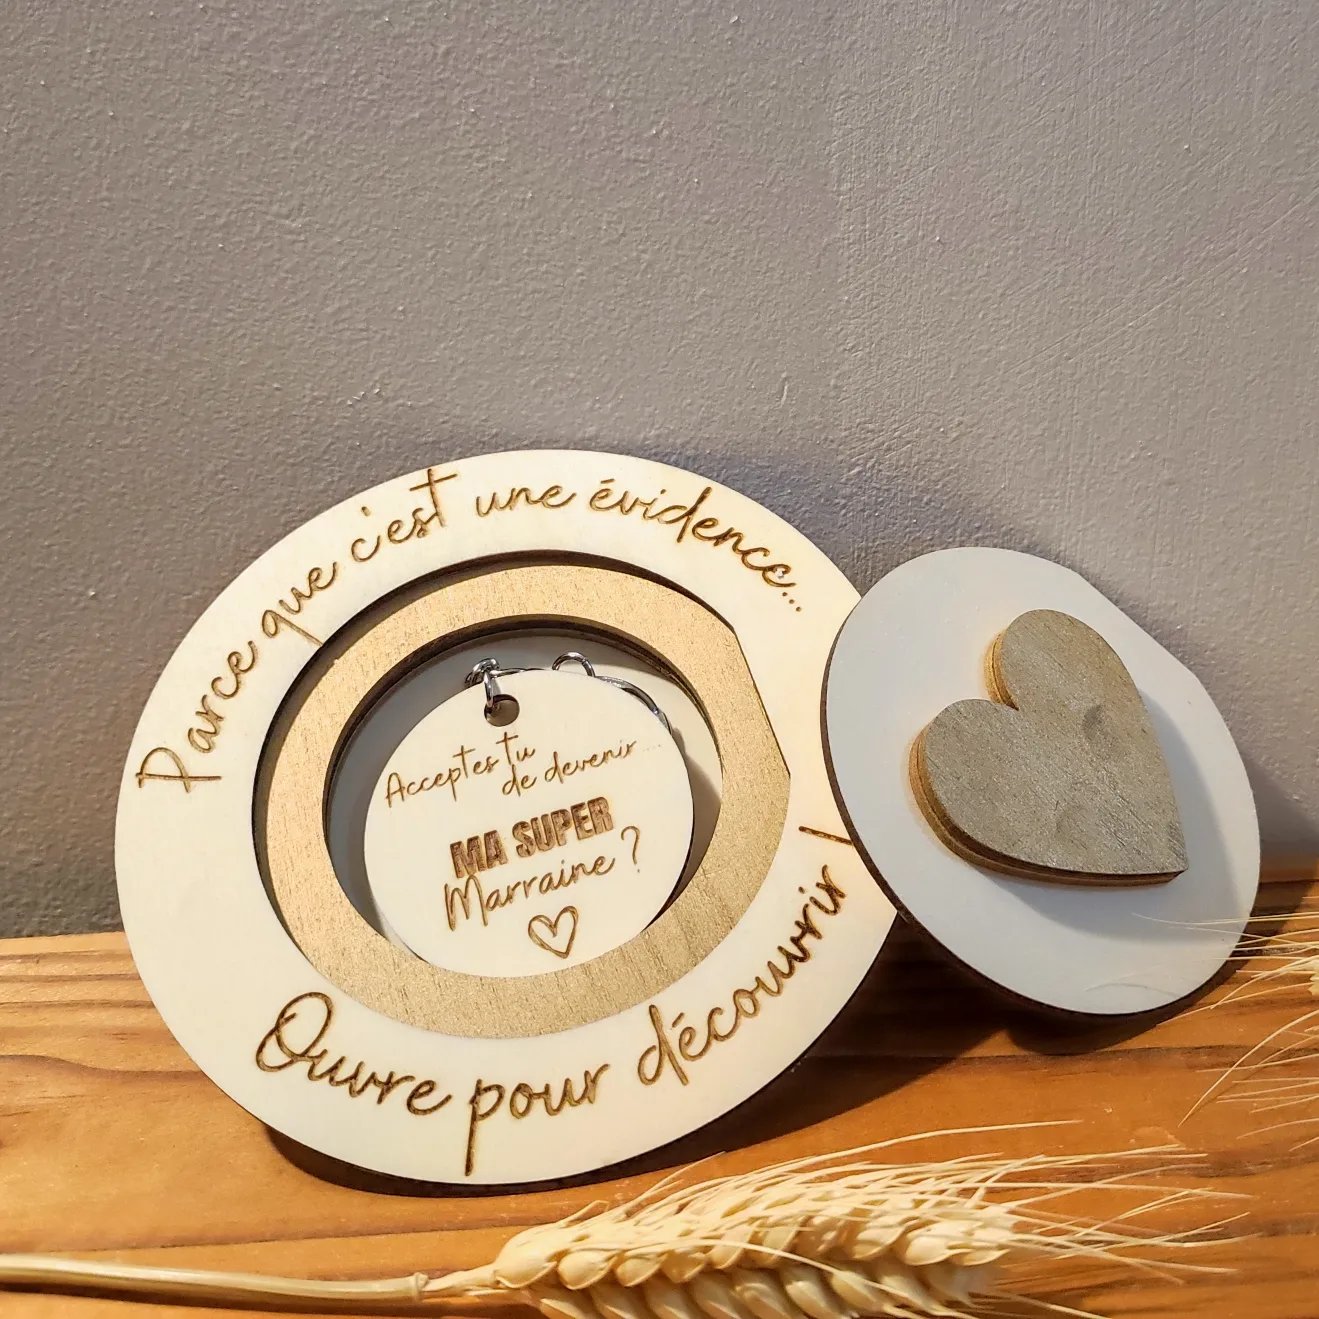 Parce que c'est une évidence...
Acceptes tu
de devenir ...
MA SUPER
Marraine ?
Ouvre pour découvrir !